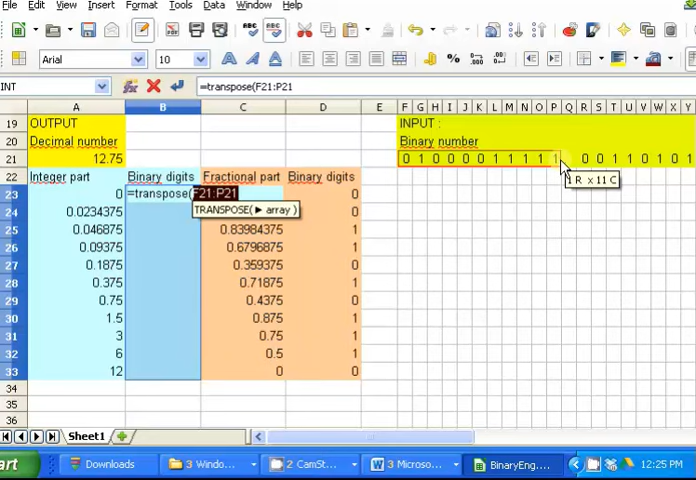 File Edit View Insert Format Tools Data Window Help
Arial 10
INT =transpose(F21:P21
A B C D E F G H I J K L M N O P Q R S T U V W X Y
19 OUTPUT INPUT :
20 Decimal number Binary number
21 12.75 0 1 0 0 0 0 1 1 1 1 1 0 0 1 1 0 1 0 1
22 Integer part Binary digits Fractional part Binary digits
23 0 =transpose(F21:P21 0
24 0.0234375 0
25 0.046875 0.83984375 1
26 0.09375 0.6796875 1
27 0.1875 0.359375 0
28 0.375 0.71875 1
29 0.75 0.4375 0
30 1.5 0.875 1
31 3 0.75 1
32 6 0.5 1
33 12 0 0
TRANSPOSE( ► array )
1 R x 11 C
34
35
36
Sheet1
art Downloads 3 Windo... 2 CamSt... 3 Microso... BinaryEng.... 12:25 PM